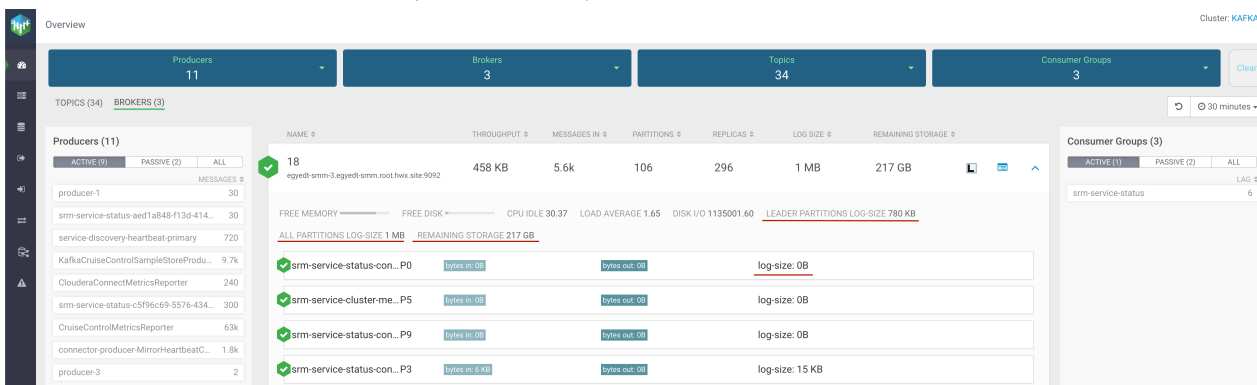 Overview
Cluster: KAFKA
Producers
11
Brokers
3
Topics
34
Consumer Groups
3
Clear
TOPICS (34) BROKERS (3)
30 minutes
Producers (11)
ACTIVE (9) PASSIVE (2) ALL
MESSAGES
producer-1 30
srm-service-status-aed1a848-f13d-414... 30
service-discovery-heartbeat-primary 720
KafkaCruiseControlSampleStoreProdu... 9.7k
ClouderaConnectMetricsReporter 240
srm-service-status-c5f96c69-5576-434... 300
CruiseControlMetricsReporter 63k
connector-producer-MirrorHeartbeatC... 1.8k
producer-3 2
NAME THROUGHPUT MESSAGES IN PARTITIONS REPLICAS LOG SIZE REMAINING STORAGE
18 458 KB 5.6k 106 296 1 MB 217 GB L
egyedt-smm-3.egyedt-smm.root.hwx.site:9092
FREE MEMORY FREE DISK CPU IDLE 30.37 LOAD AVERAGE 1.65 DISK I/O 1135001.60 LEADER PARTITIONS LOG-SIZE 780 KB
ALL PARTITIONS LOG-SIZE 1 MB REMAINING STORAGE 217 GB
srm-service-status-con... P0 bytes in: 0B bytes out: 0B log-size: 0B
srm-service-cluster-me... P5 bytes in: 0B bytes out: 0B log-size: 0B
srm-service-status-con... P9 bytes in: 0B bytes out: 0B log-size: 0B
srm-service-status-con... P3 bytes in: 6 KB bytes out: 0B log-size: 15 KB
Consumer Groups (3)
ACTIVE (1) PASSIVE (2) ALL
LAG
srm-service-status 6